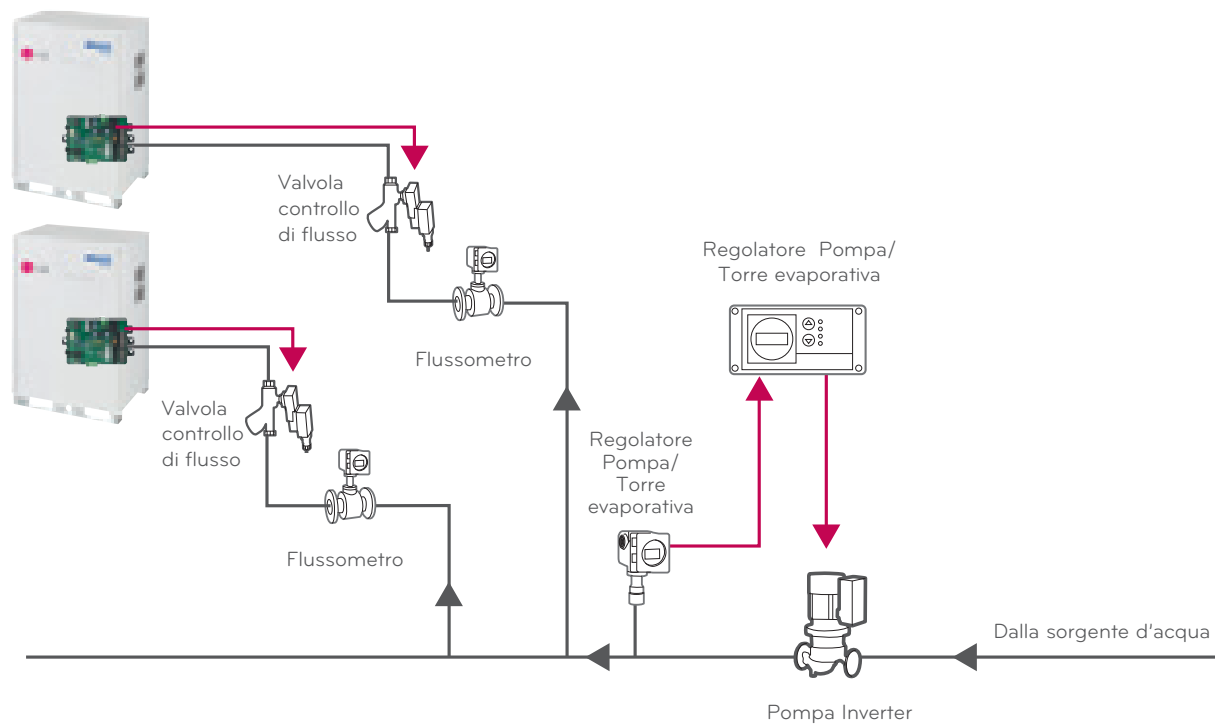 Valvola
controllo
di flusso
Flussometro
Valvola
controllo
di flusso
Flussometro
Regolatore Pompa/
Torre evaporativa
Regolatore
Pompa/
Torre
evaporativa
Dalla sorgente d'acqua
Pompa Inverter